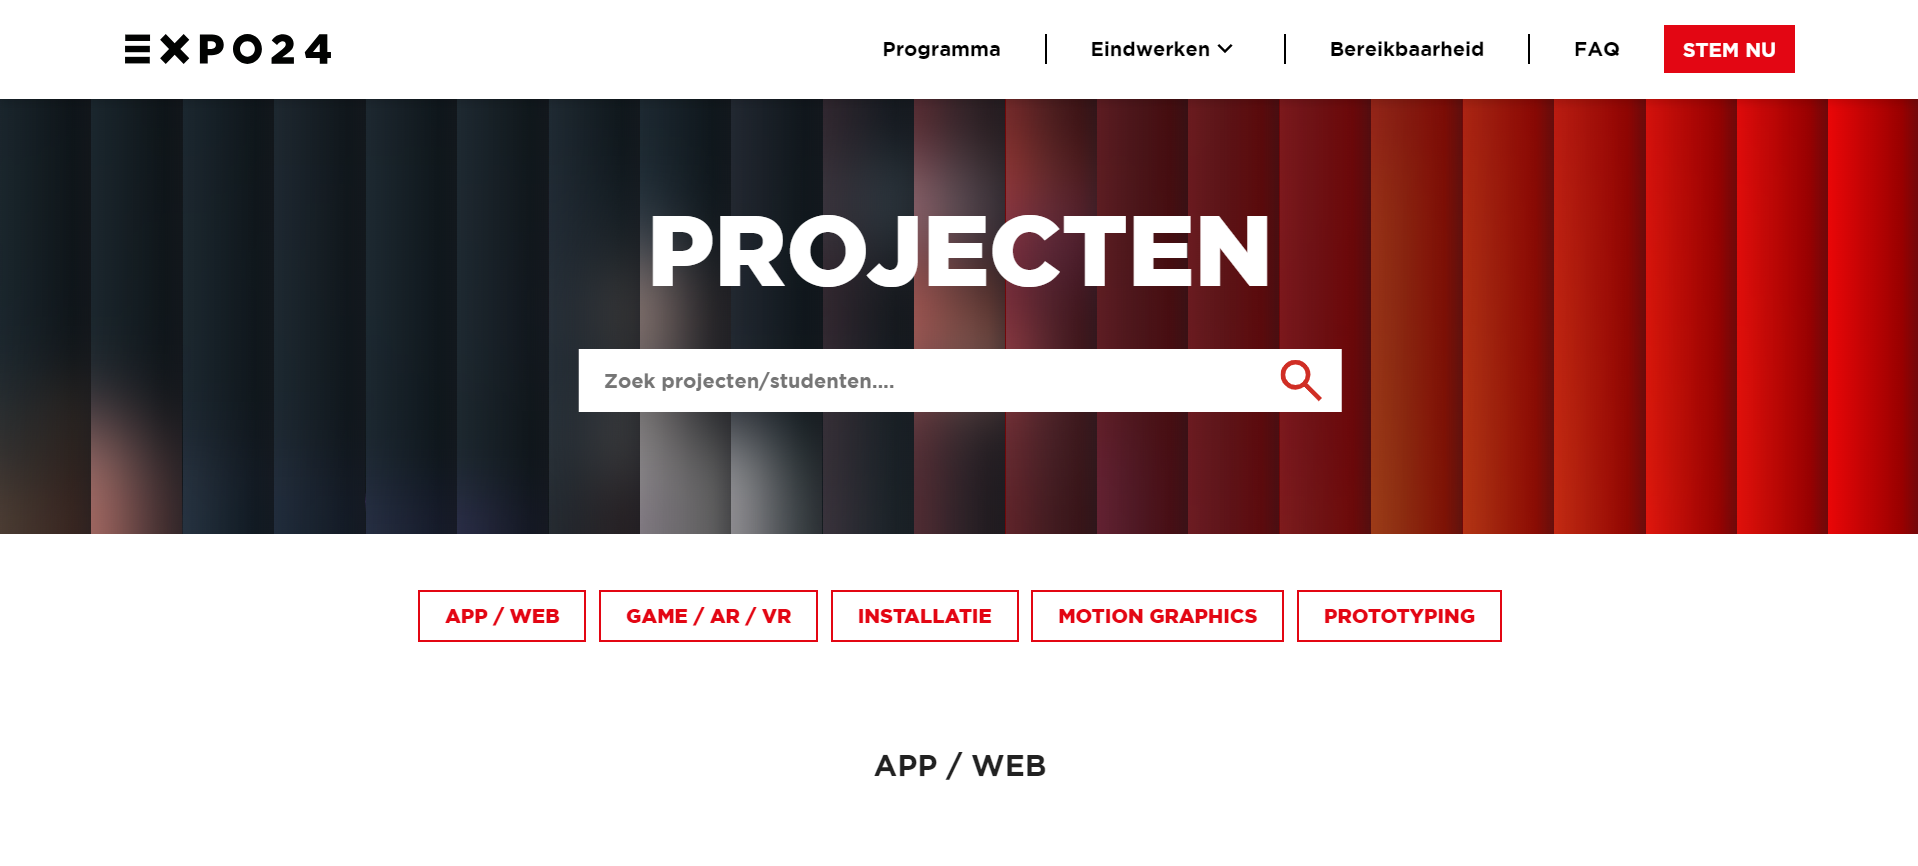 EXPO24
Programma
Eindwerken
Bereikbaarheid
FAQ
STEM NU
PROJECTEN
Zoek projecten/studenten....
APP / WEB
GAME / AR / VR
INSTALLATIE
MOTION GRAPHICS
PROTOTYPING
APP / WEB